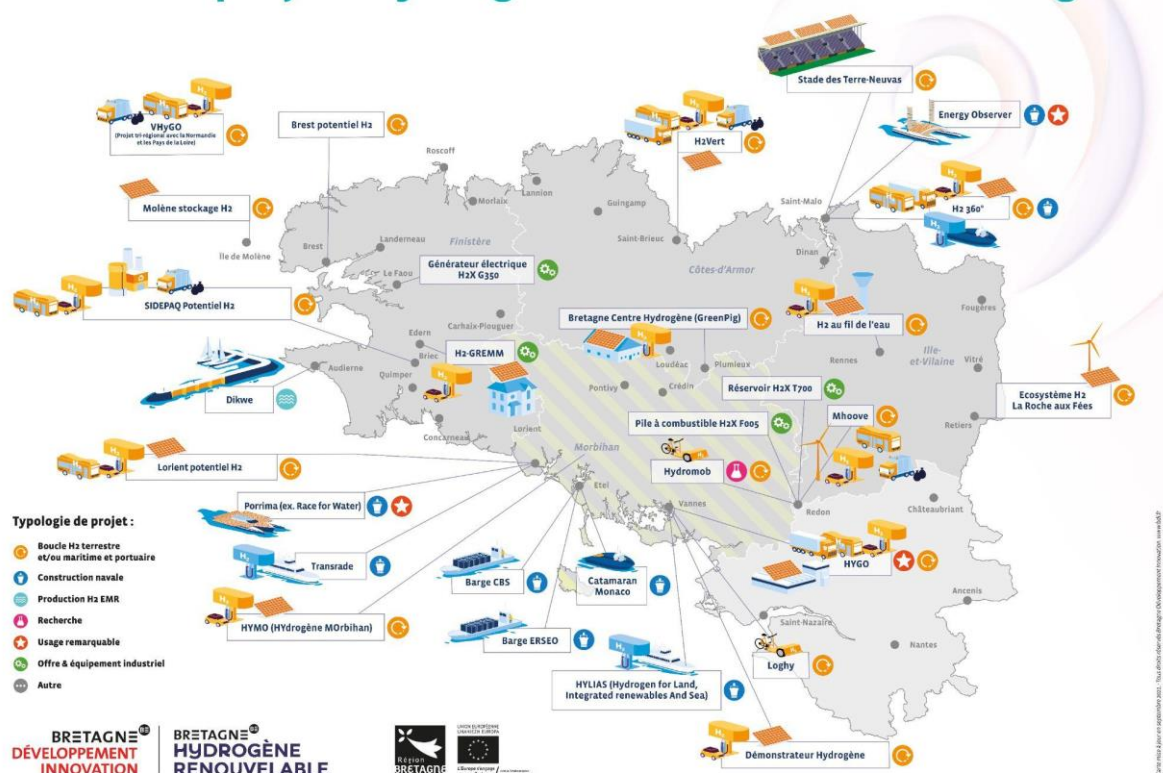 Stade des Terre-Neuvas
Energy Observer
H2
VHyGO
(Projet tri-régional avec la Normandie
et les Pays de la Loire)
Brest potentiel H2
H2Vert
H2 360°
Roscoff
Lannion
Morlaix
Guingamp
Saint-Malo
Molène stockage H2
Île de Molène
Brest
Landerneau
Finistère
Saint-Brieuc
Dinan
Le Faou
Générateur électrique
H2X G350
Côtes-d'Armor
Fougères
SIDEPAQ Potentiel H2
Carhaix-Plouguer
Bretagne Centre Hydrogène (GreenPig)
H2 au fil de l'eau
Ille-
et-Vilaine
Edern
Briec
H2-GREMM
Loudéac
Plumieux
Rennes
Vitré
Audierne
Quimper
Pontivy
Crédin
Réservoir H2X T700
Dikwe
Ecosystème H2
La Roche aux Fées
Concarneau
Lorient
Pile à combustible H2X F005
Mhoove
Retiers
Morbihan
Lorient potentiel H2
Hydromob
Etel
Vannes
Redon
Châteaubriant
Porrima (ex. Race for Water)
Typologie de projet :
Boucle H2 terrestre
et/ou maritime et portuaire
Construction navale
Production H2 EMR
Recherche
Usage remarquable
Offre & équipement industriel
Autre
Transrade
Barge CBS
Catamaran
Monaco
HYGO
HYMO (HYdrogène MOrbihan)
Barge ERSEO
Saint-Nazaire
Ancenis
Nantes
Loghy
HYLIAS (Hydrogen for Land,
Integrated renewables And Sea)
Démonstrateur Hydrogène
BRETAGNE
DÉVELOPPEMENT
INNOVATION
BRETAGNE
HYDROGÈNE
RENOUVELABLE
Région
BRETAGNE